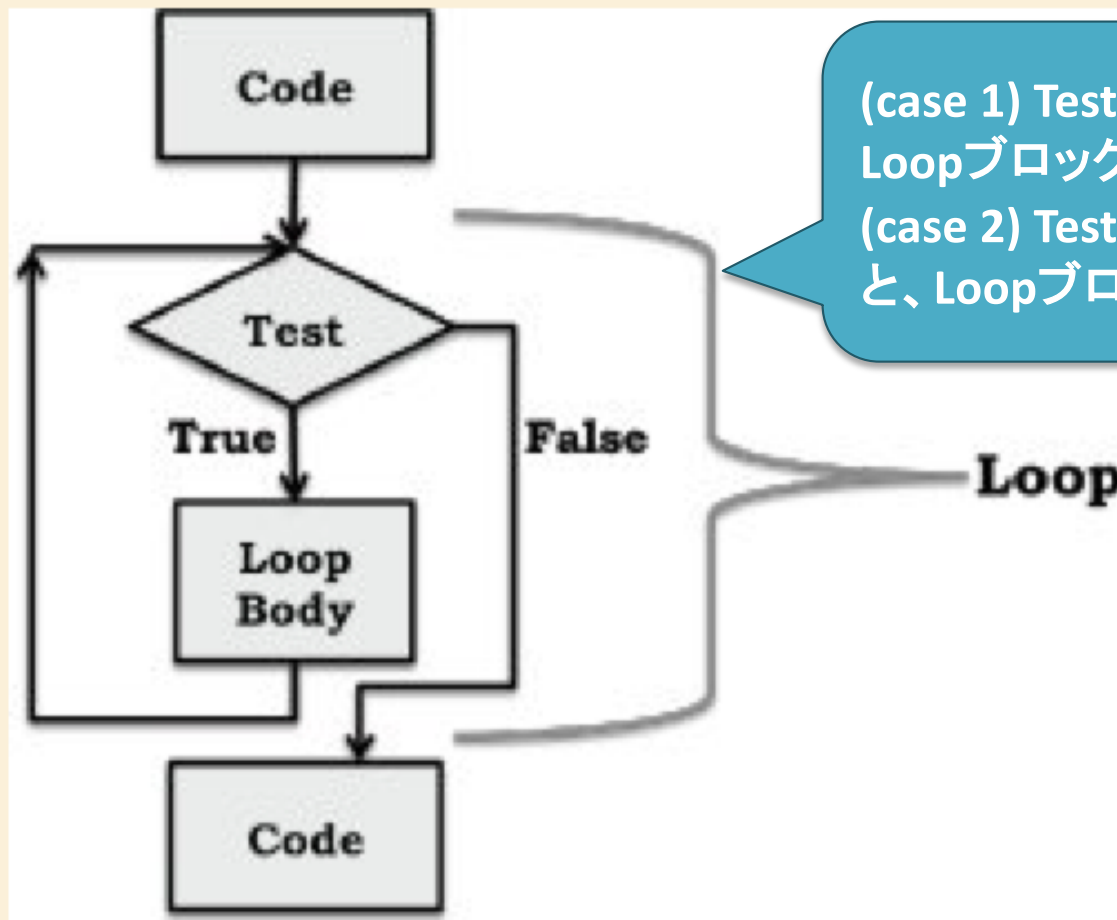 Code
(case 1) Test
Loopブロック
(case 2) Test
と、Loopブロ
Test
True
False
Loop
Loop
Body
Code